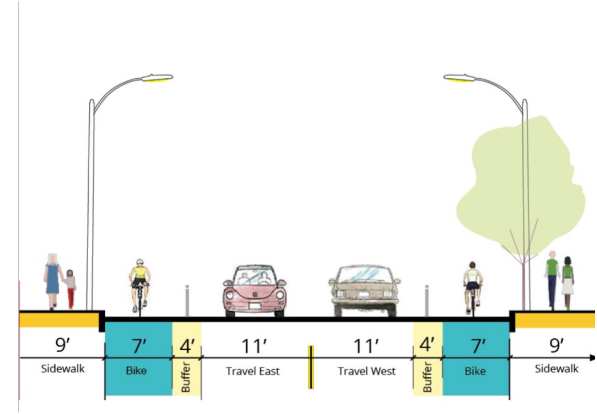 9’ 7’ 4’ 11’ 11’ 4’ 7’ 9’
Sidewalk Bike Buffer Travel East Travel West Buffer Bike Sidewalk